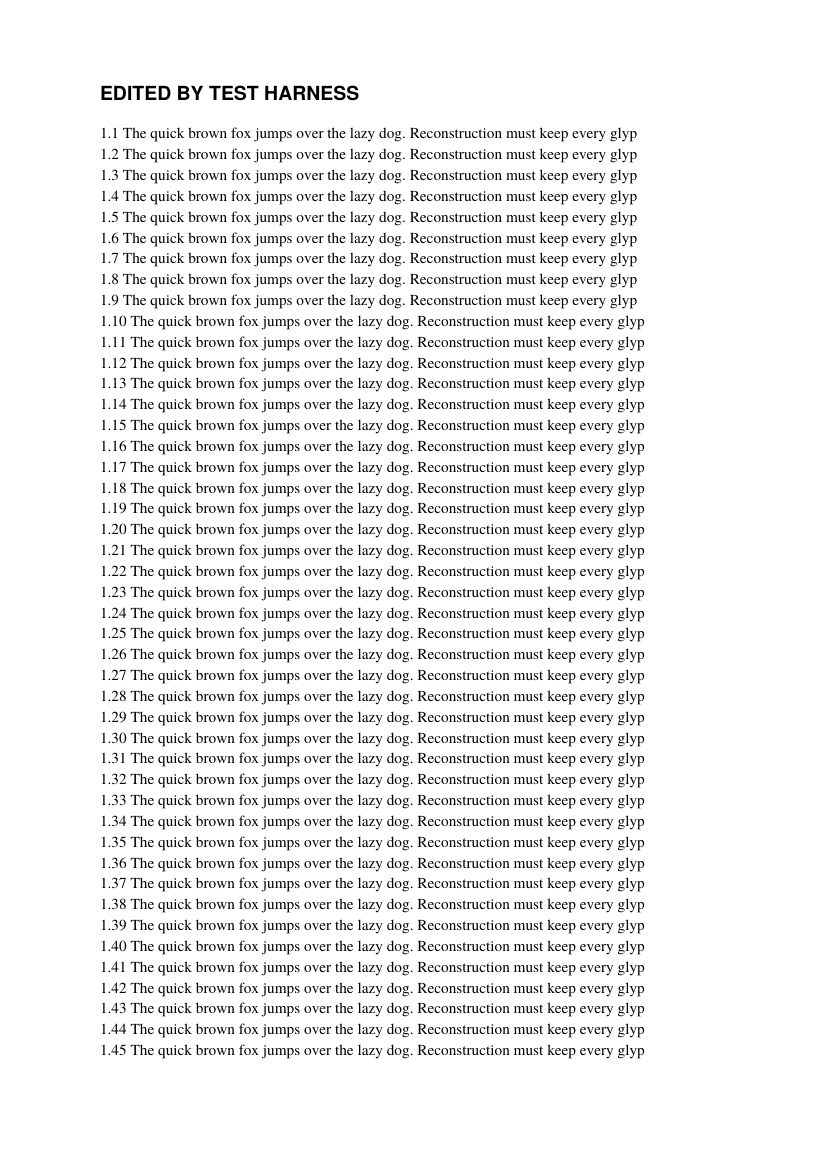 EDITED BY TEST HARNESS
1.1 The quick brown fox jumps over the lazy dog. Reconstruction must keep every glyp
1.2 The quick brown fox jumps over the lazy dog. Reconstruction must keep every glyp
1.3 The quick brown fox jumps over the lazy dog. Reconstruction must keep every glyp
1.4 The quick brown fox jumps over the lazy dog. Reconstruction must keep every glyp
1.5 The quick brown fox jumps over the lazy dog. Reconstruction must keep every glyp
1.6 The quick brown fox jumps over the lazy dog. Reconstruction must keep every glyp
1.7 The quick brown fox jumps over the lazy dog. Reconstruction must keep every glyp
1.8 The quick brown fox jumps over the lazy dog. Reconstruction must keep every glyp
1.9 The quick brown fox jumps over the lazy dog. Reconstruction must keep every glyp
1.10 The quick brown fox jumps over the lazy dog. Reconstruction must keep every glyp
1.11 The quick brown fox jumps over the lazy dog. Reconstruction must keep every glyp
1.12 The quick brown fox jumps over the lazy dog. Reconstruction must keep every glyp
1.13 The quick brown fox jumps over the lazy dog. Reconstruction must keep every glyp
1.14 The quick brown fox jumps over the lazy dog. Reconstruction must keep every glyp
1.15 The quick brown fox jumps over the lazy dog. Reconstruction must keep every glyp
1.16 The quick brown fox jumps over the lazy dog. Reconstruction must keep every glyp
1.17 The quick brown fox jumps over the lazy dog. Reconstruction must keep every glyp
1.18 The quick brown fox jumps over the lazy dog. Reconstruction must keep every glyp
1.19 The quick brown fox jumps over the lazy dog. Reconstruction must keep every glyp
1.20 The quick brown fox jumps over the lazy dog. Reconstruction must keep every glyp
1.21 The quick brown fox jumps over the lazy dog. Reconstruction must keep every glyp
1.22 The quick brown fox jumps over the lazy dog. Reconstruction must keep every glyp
1.23 The quick brown fox jumps over the lazy dog. Reconstruction must keep every glyp
1.24 The quick brown fox jumps over the lazy dog. Reconstruction must keep every glyp
1.25 The quick brown fox jumps over the lazy dog. Reconstruction must keep every glyp
1.26 The quick brown fox jumps over the lazy dog. Reconstruction must keep every glyp
1.27 The quick brown fox jumps over the lazy dog. Reconstruction must keep every glyp
1.28 The quick brown fox jumps over the lazy dog. Reconstruction must keep every glyp
1.29 The quick brown fox jumps over the lazy dog. Reconstruction must keep every glyp
1.30 The quick brown fox jumps over the lazy dog. Reconstruction must keep every glyp
1.31 The quick brown fox jumps over the lazy dog. Reconstruction must keep every glyp
1.32 The quick brown fox jumps over the lazy dog. Reconstruction must keep every glyp
1.33 The quick brown fox jumps over the lazy dog. Reconstruction must keep every glyp
1.34 The quick brown fox jumps over the lazy dog. Reconstruction must keep every glyp
1.35 The quick brown fox jumps over the lazy dog. Reconstruction must keep every glyp
1.36 The quick brown fox jumps over the lazy dog. Reconstruction must keep every glyp
1.37 The quick brown fox jumps over the lazy dog. Reconstruction must keep every glyp
1.38 The quick brown fox jumps over the lazy dog. Reconstruction must keep every glyp
1.39 The quick brown fox jumps over the lazy dog. Reconstruction must keep every glyp
1.40 The quick brown fox jumps over the lazy dog. Reconstruction must keep every glyp
1.41 The quick brown fox jumps over the lazy dog. Reconstruction must keep every glyp
1.42 The quick brown fox jumps over the lazy dog. Reconstruction must keep every glyp
1.43 The quick brown fox jumps over the lazy dog. Reconstruction must keep every glyp
1.44 The quick brown fox jumps over the lazy dog. Reconstruction must keep every glyp
1.45 The quick brown fox jumps over the lazy dog. Reconstruction must keep every glyp